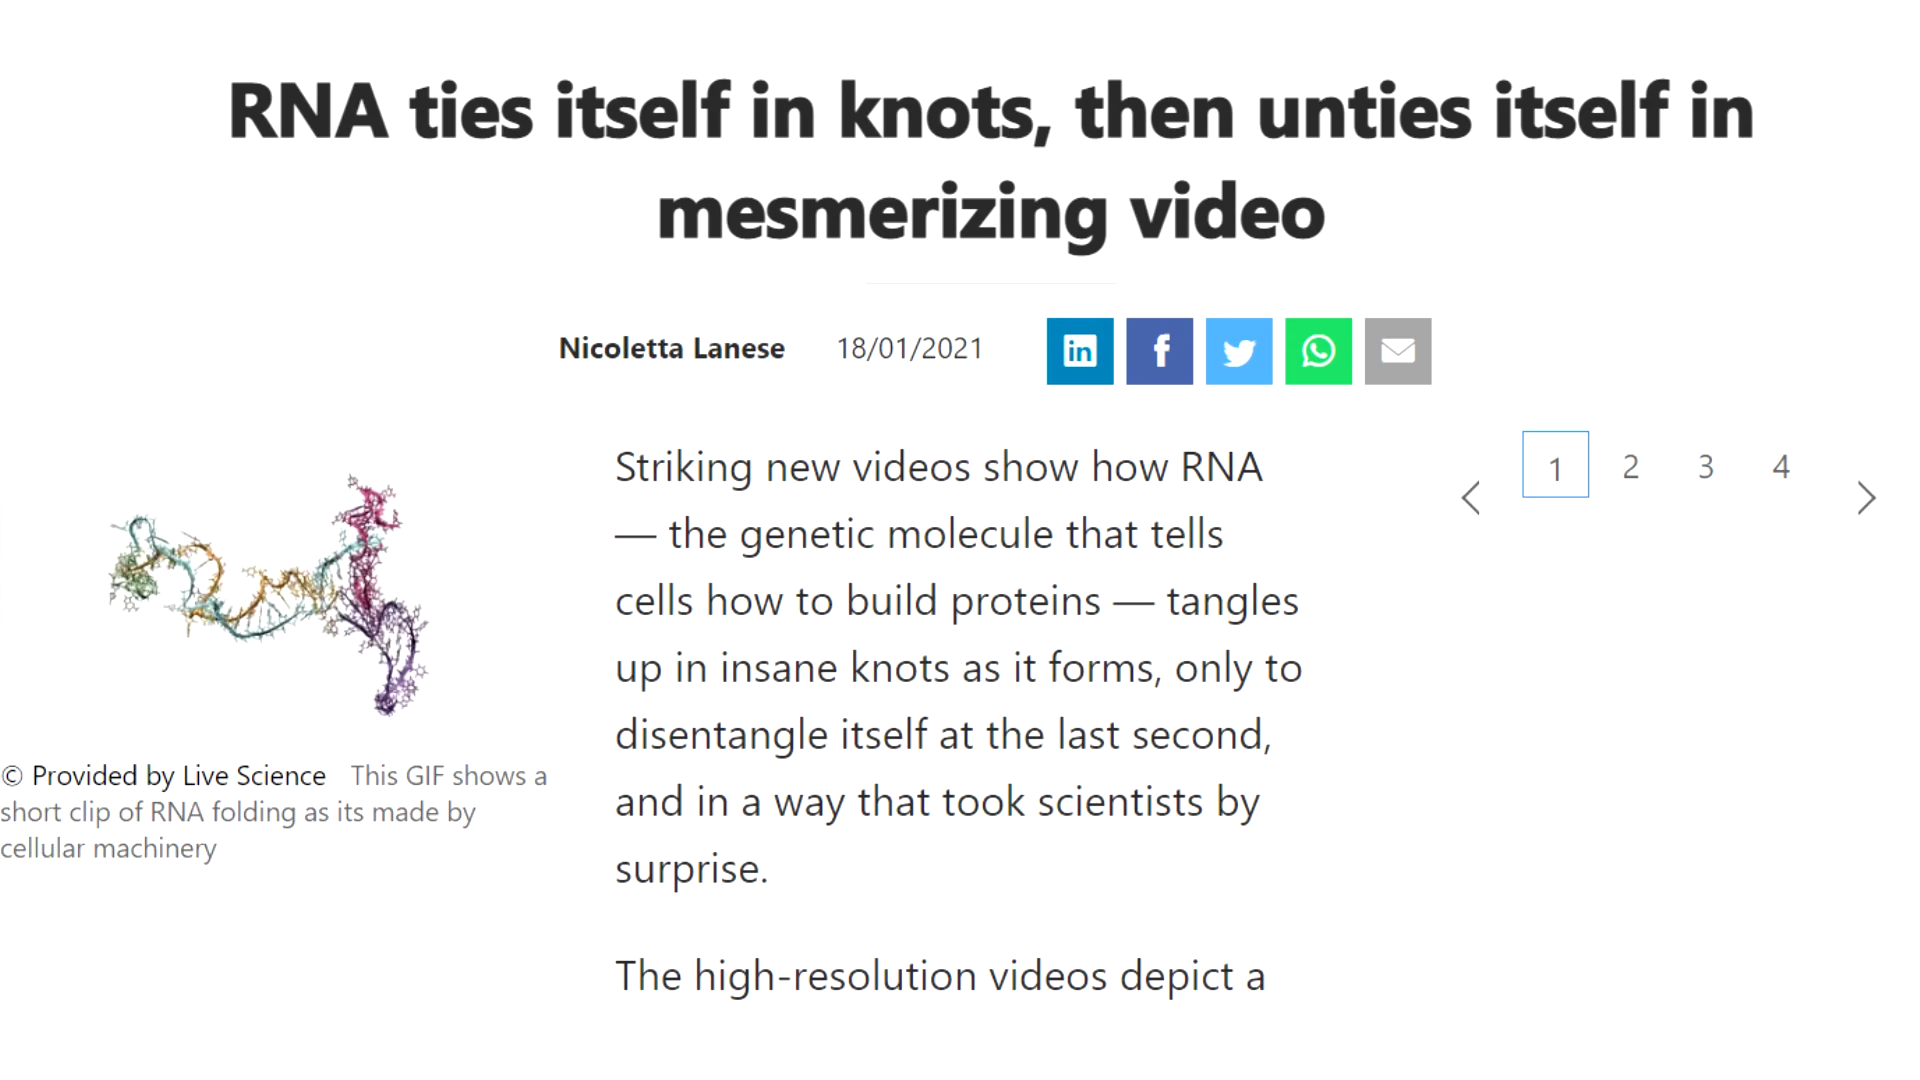 RNA ties itself in knots, then unties itself in
mesmerizing video
Nicoletta Lanese 18/01/2021
in f
Striking new videos show how RNA
— the genetic molecule that tells
cells how to build proteins — tangles
up in insane knots as it forms, only to
disentangle itself at the last second,
and in a way that took scientists by
surprise.
The high-resolution videos depict a
1 2 3 4
© Provided by Live Science This GIF shows a
short clip of RNA folding as its made by
cellular machinery